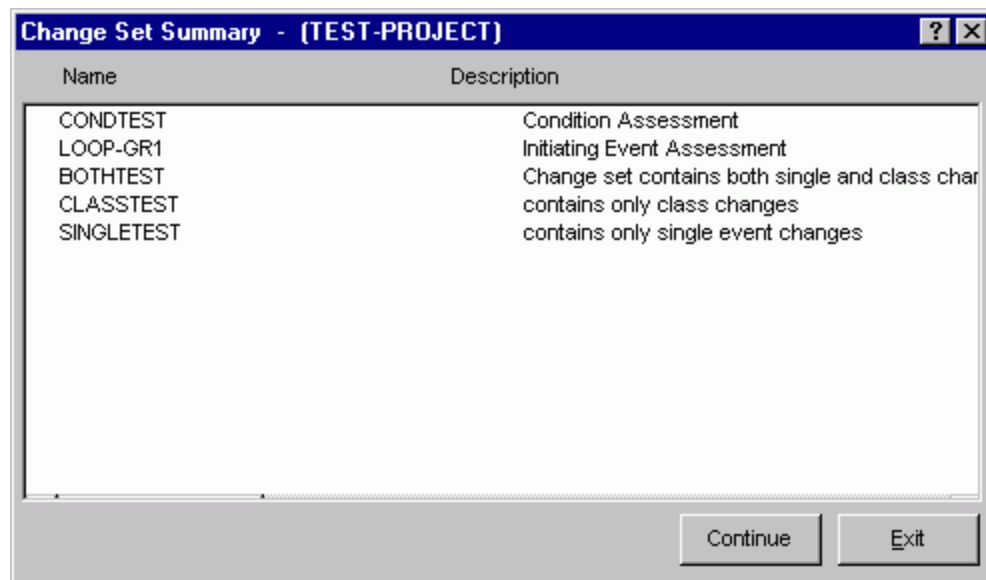 Change Set Summary - (TEST-PROJECT) ? X
Name Description
CONDTEST Condition Assessment
LOOP-GR1 Initiating Event Assessment
BOTHTEST Change set contains both single and class char
CLASSTEST contains only class changes
SINGLETEST contains only single event changes
Continue Exit